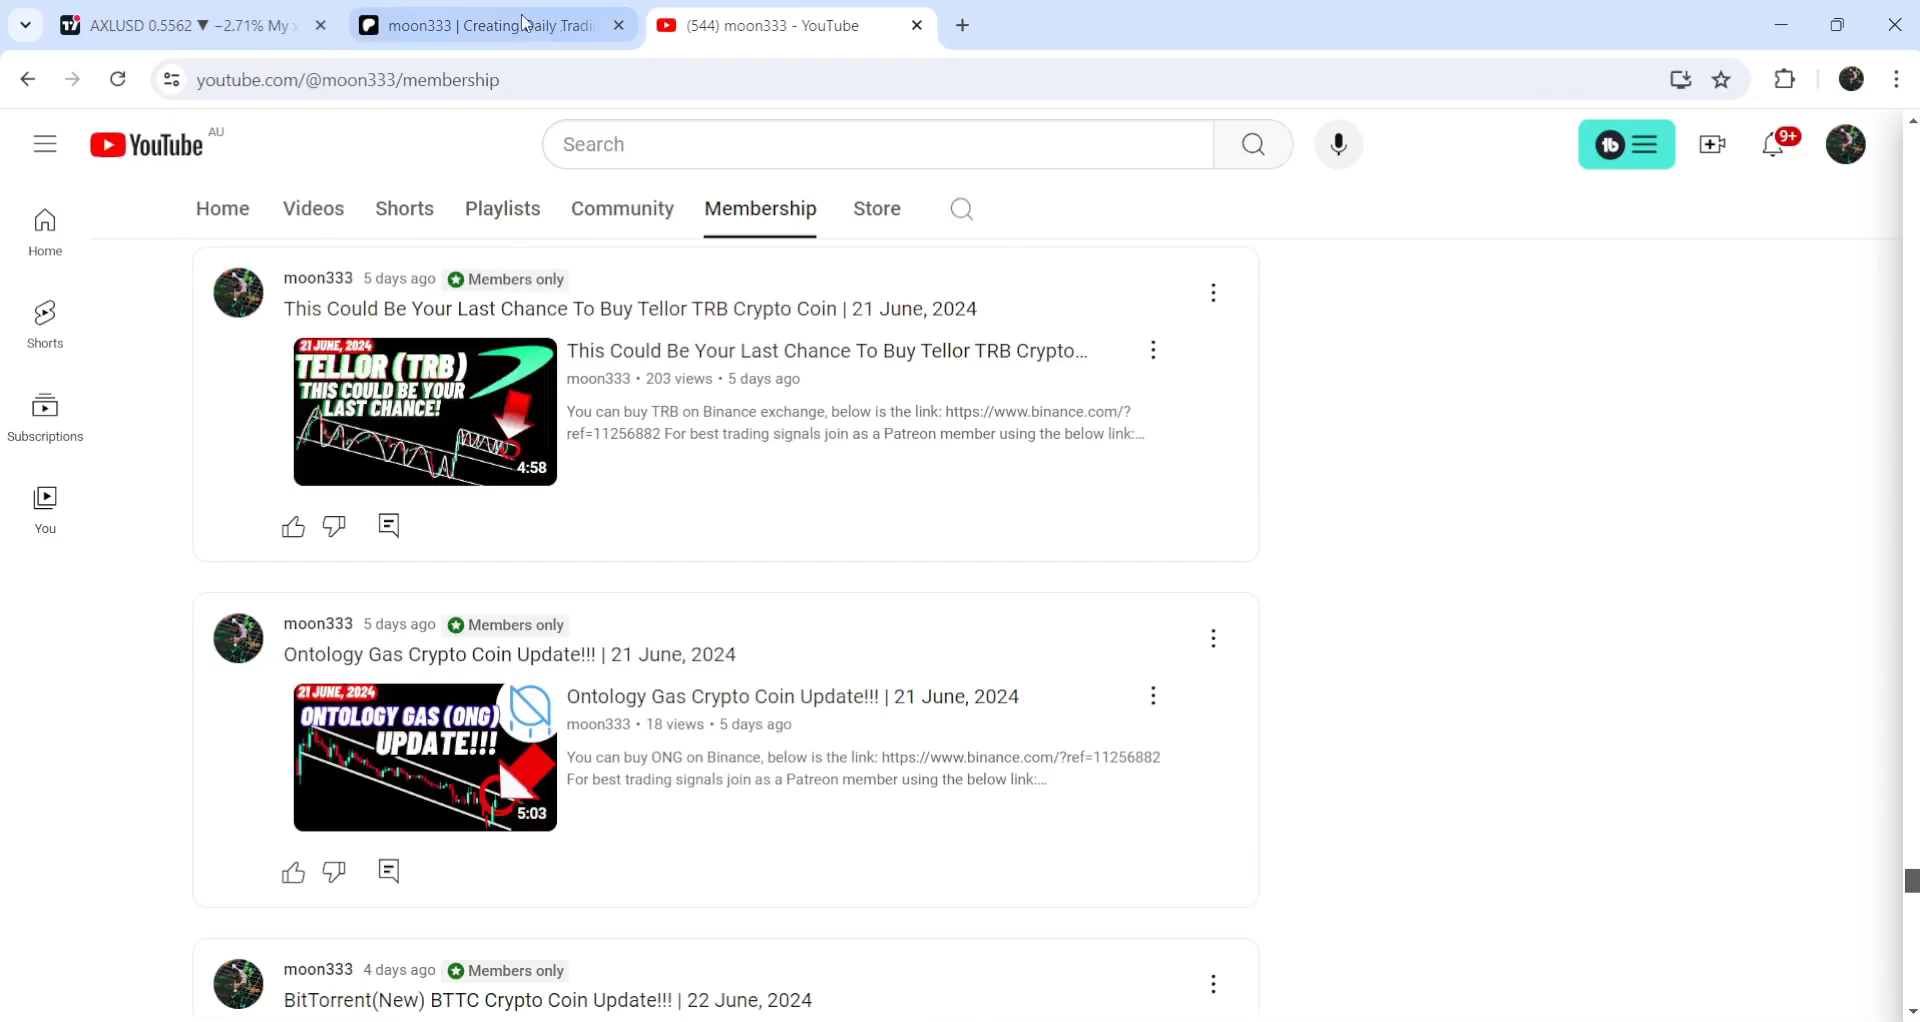 AXLUSD 0.5562 ▼ −2.71% My
moon333 | Creating Daily Tradi
(544) moon333 - YouTube
youtube.com/@moon333/membership
YouTube AU
Search
9+
Home
Videos
Shorts
Playlists
Community
Membership
Store
Home
Shorts
Subscriptions
You
moon333 5 days ago Members only
This Could Be Your Last Chance To Buy Tellor TRB Crypto Coin | 21 June, 2024
21 JUNE, 2024
TELLOR (TRB)
THIS COULD BE YOUR
LAST CHANCE!
4:58
This Could Be Your Last Chance To Buy Tellor TRB Crypto...
moon333 • 203 views • 5 days ago
You can buy TRB on Binance exchange, below is the link: https://www.binance.com/?
ref=11256882 For best trading signals join as a Patreon member using the below link:...
moon333 5 days ago Members only
Ontology Gas Crypto Coin Update!!! | 21 June, 2024
21 JUNE, 2024
ONTOLOGY GAS (ONG)
UPDATE!!!
5:03
Ontology Gas Crypto Coin Update!!! | 21 June, 2024
moon333 • 18 views • 5 days ago
You can buy ONG on Binance, below is the link: https://www.binance.com/?ref=11256882
For best trading signals join as a Patreon member using the below link:...
moon333 4 days ago Members only
BitTorrent(New) BTTC Crypto Coin Update!!! | 22 June, 2024